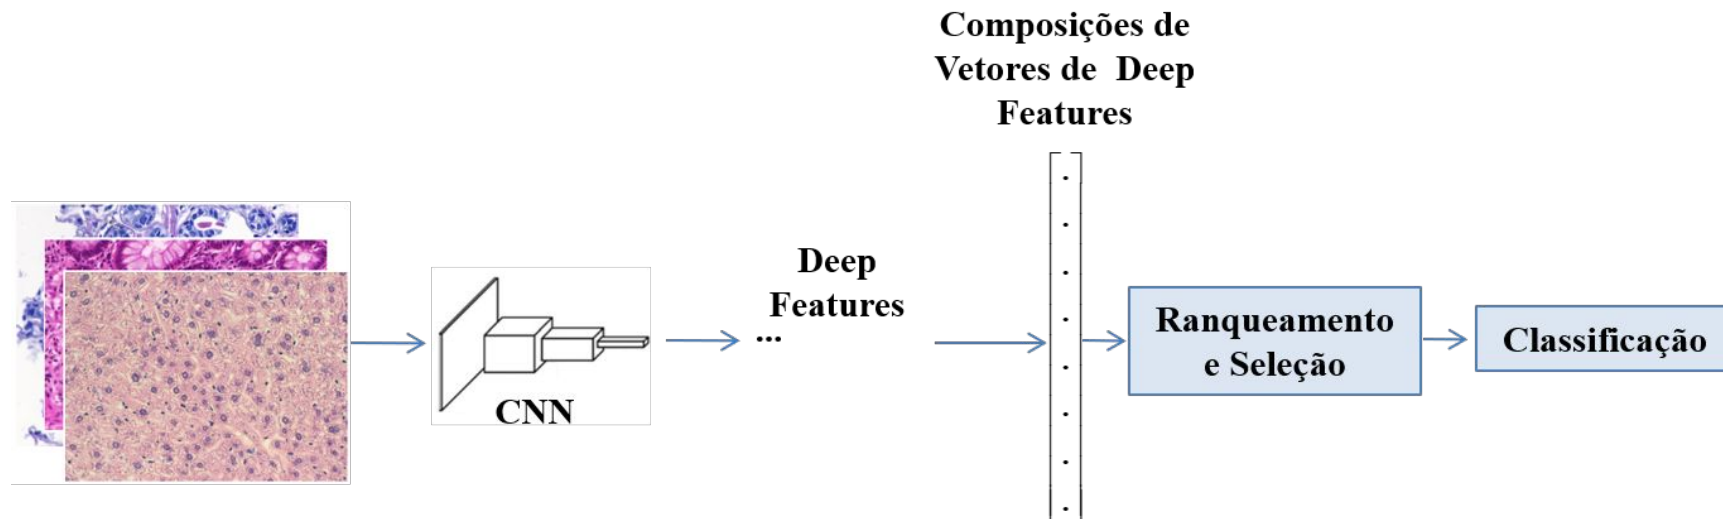 Composições de
Vetores de Deep
Features
CNN
Deep
Features
...
Ranqueamento
e Seleção
Classificação